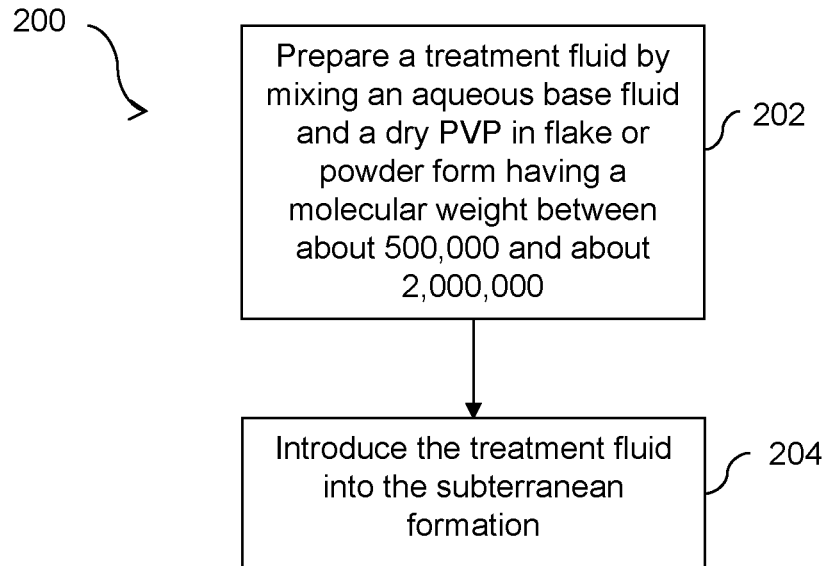 200
Prepare a treatment fluid by
mixing an aqueous base fluid
and a dry PVP in flake or
powder form having a
molecular weight between
about 500,000 and about
2,000,000
202
Introduce the treatment fluid
into the subterranean
formation
204